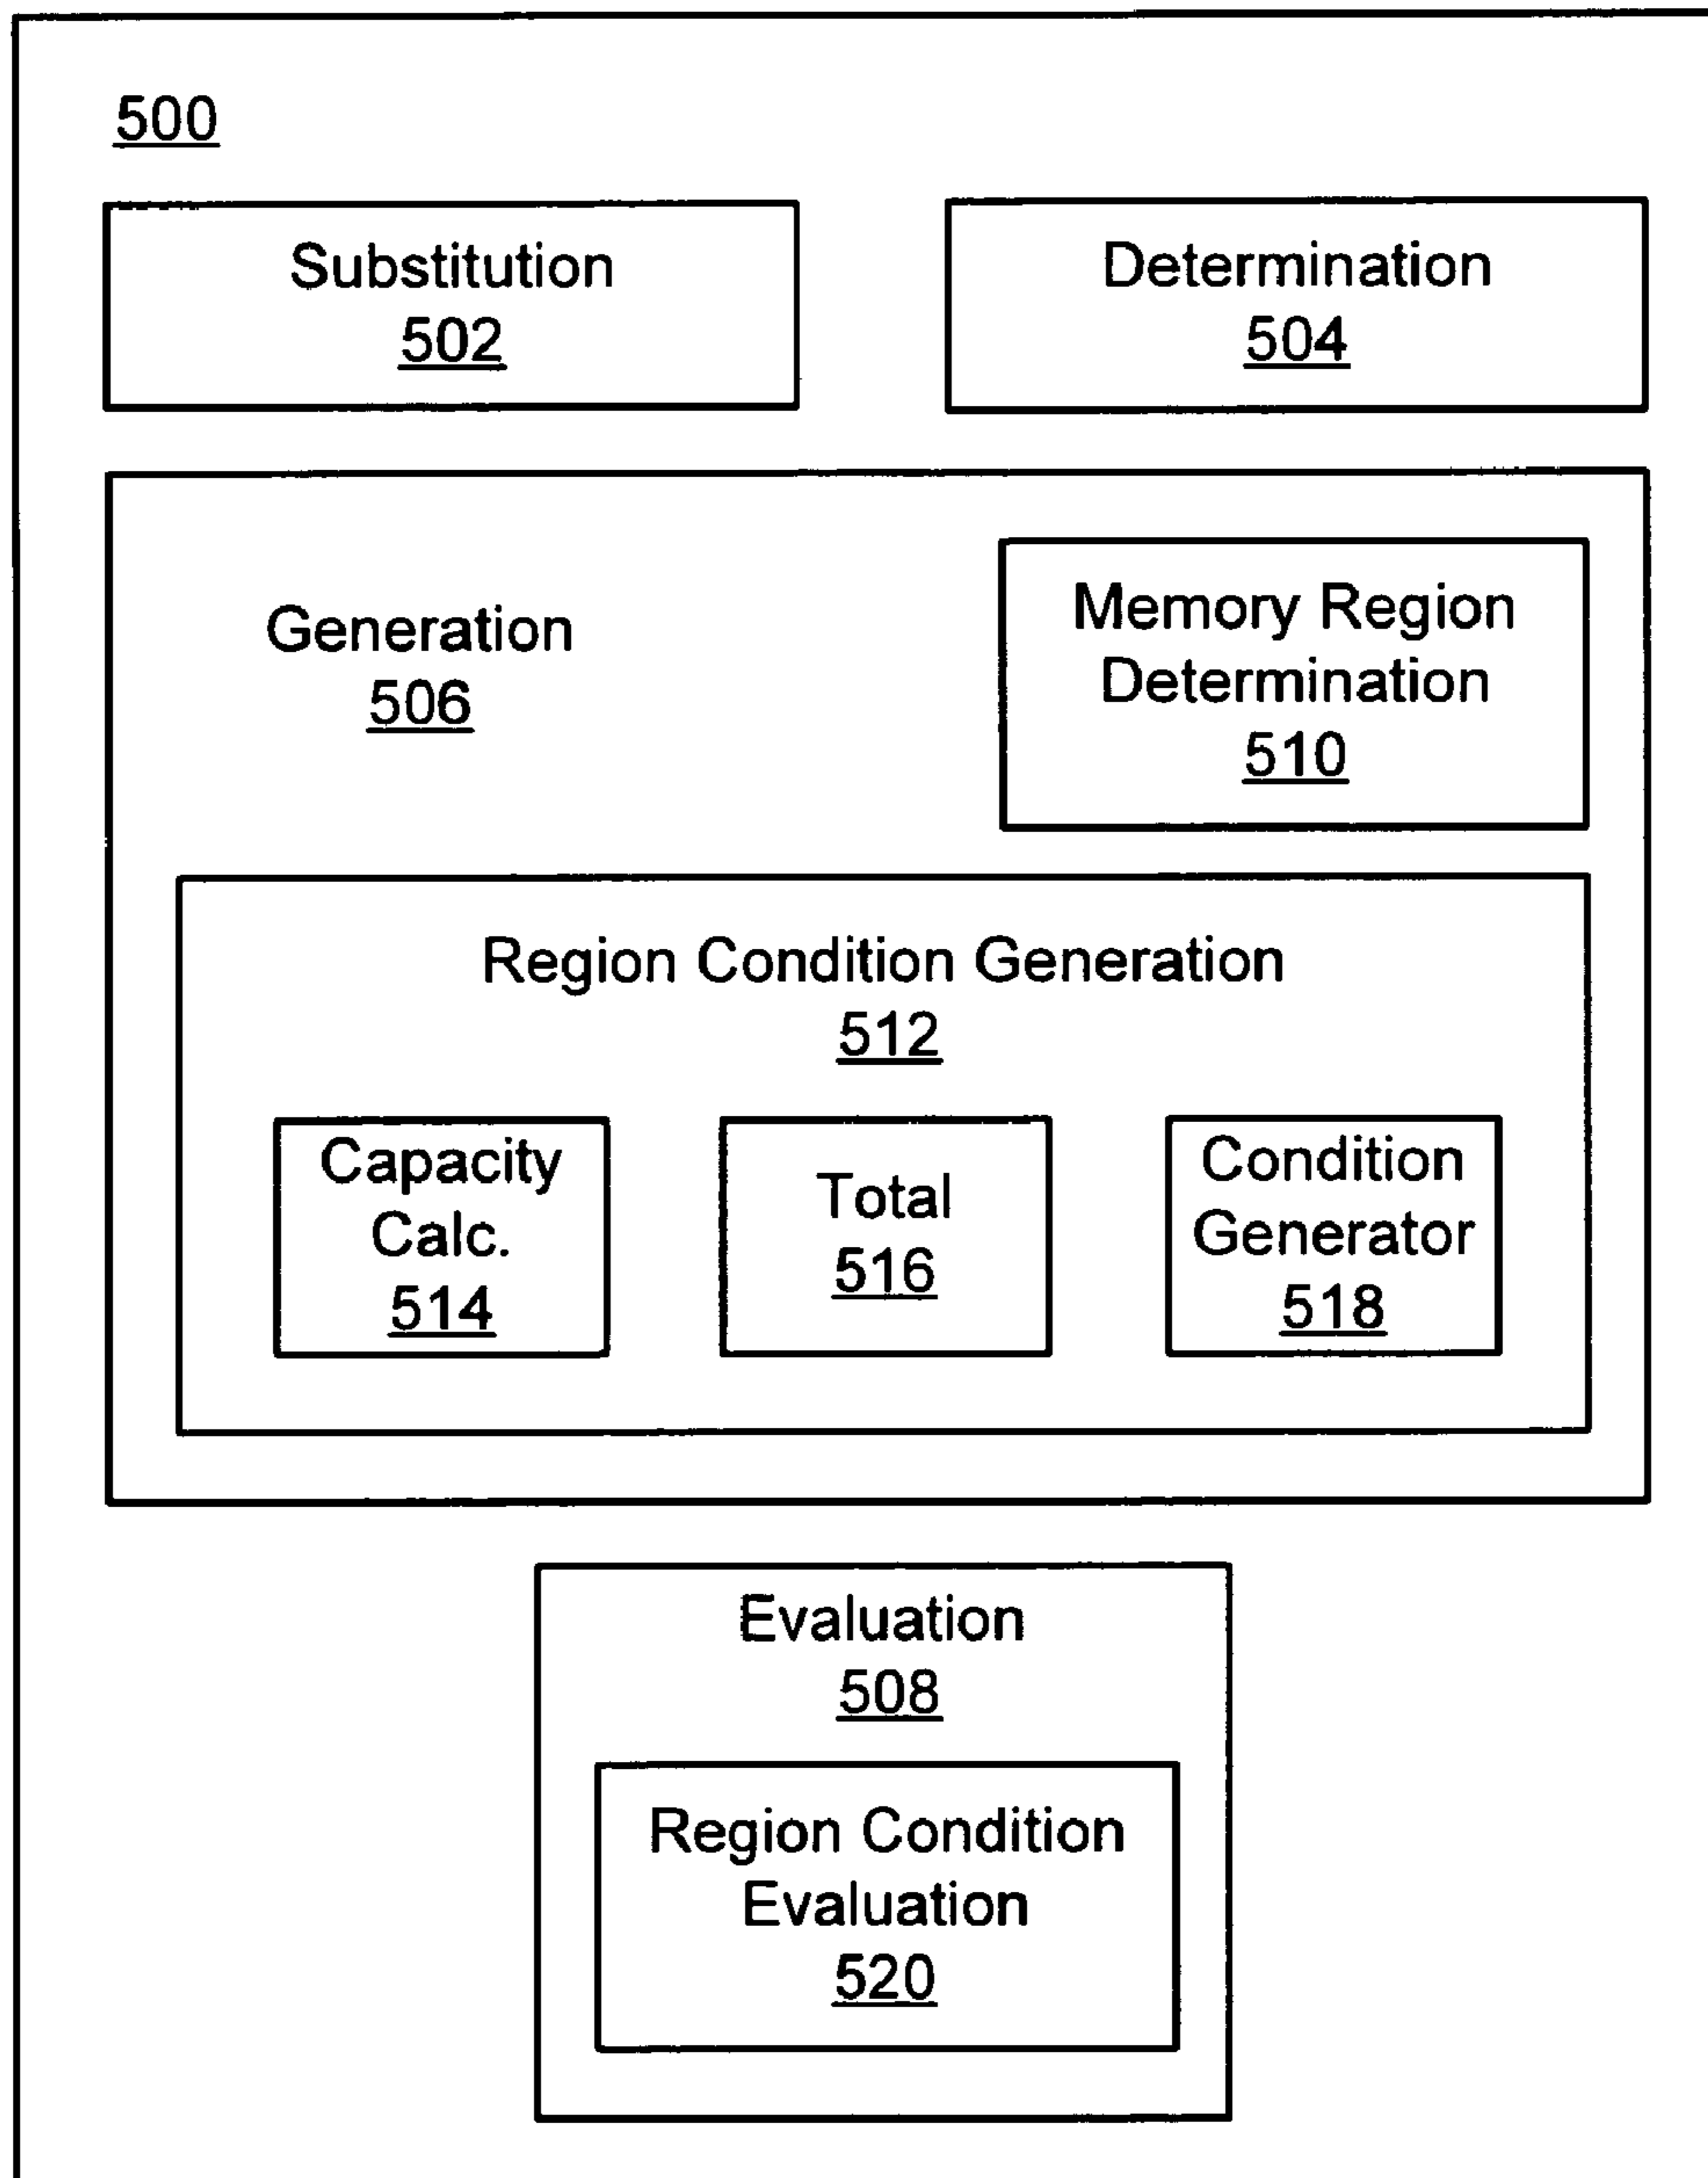 500
Substitution
502
Determination
504
Generation
506
Memory Region
Determination
510
Region Condition Generation
512
Capacity
Calc.
514
Total
516
Condition
Generator
518
Evaluation
508
Region Condition
Evaluation
520